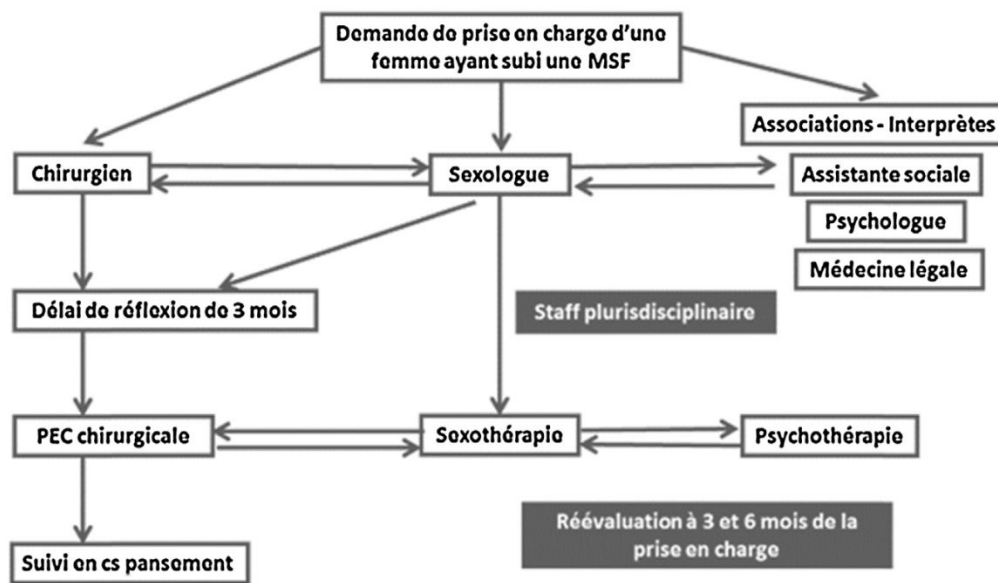 Demande de prise en charge d'une
femme ayant subi une MSF
Associations - Interprètes
Chirurgien
Sexologue
Assistante sociale
Psychologue
Médecine légale
Délai de réflexion de 3 mois
Staff plurisdisciplinaire
PEC chirurgicale
Sexothérapie
Psychothérapie
Réévaluation à 3 et 6 mois de la
prise en charge
Suivi en cs pansement